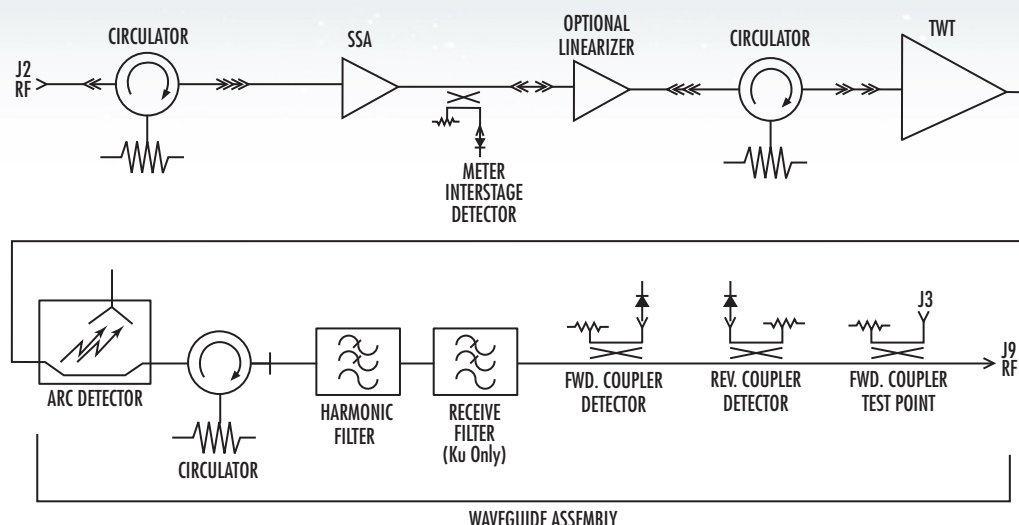 J2
RF
CIRCULATOR
SSA
METER
INTERSTAGE
DETECTOR
OPTIONAL
LINEARIZER
CIRCULATOR
TWT
ARC DETECTOR
CIRCULATOR
HARMONIC
FILTER
RECEIVE
FILTER
(Ku Only)
FWD. COUPLER
DETECTOR
REV. COUPLER
DETECTOR
J3
FWD. COUPLER
TEST POINT
J9
RF
WAVEGUIDE ASSEMBLY